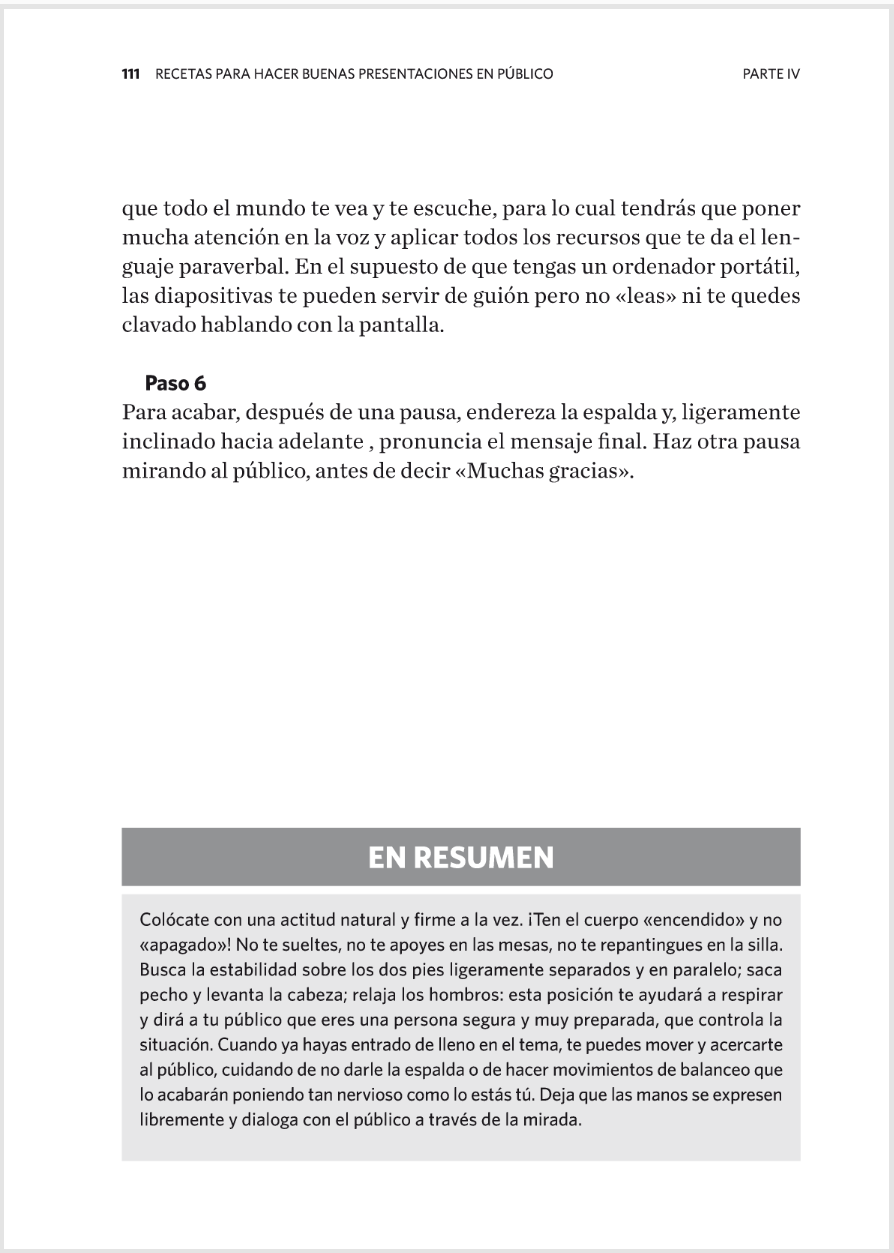 111 RECETAS PARA HACER BUENAS PRESENTACIONES EN PÚBLICO PARTE IV
que todo el mundo te vea y te escuche, para lo cual tendrás que poner
mucha atención en la voz y aplicar todos los recursos que te da el len-
guaje paraverbal. En el supuesto de que tengas un ordenador portátil,
las diapositivas te pueden servir de guión pero no «leas» ni te quedes
clavado hablando con la pantalla.
Paso 6
Para acabar, después de una pausa, endereza la espalda y, ligeramente
inclinado hacia adelante , pronuncia el mensaje final. Haz otra pausa
mirando al público, antes de decir «Muchas gracias».
EN RESUMEN
Colócate con una actitud natural y firme a la vez. ¡Ten el cuerpo «encendido» y no
«apagado»! No te sueltes, no te apoyes en las mesas, no te repantingues en la silla.
Busca la estabilidad sobre los dos pies ligeramente separados y en paralelo; saca
pecho y levanta la cabeza; relaja los hombros: esta posición te ayudará a respirar
y dirá a tu público que eres una persona segura y muy preparada, que controla la
situación. Cuando ya hayas entrado de lleno en el tema, te puedes mover y acercarte
al público, cuidando de no darle la espalda o de hacer movimientos de balanceo que
lo acabarán poniendo tan nervioso como lo estás tú. Deja que las manos se expresen
libremente y dialoga con el público a través de la mirada.